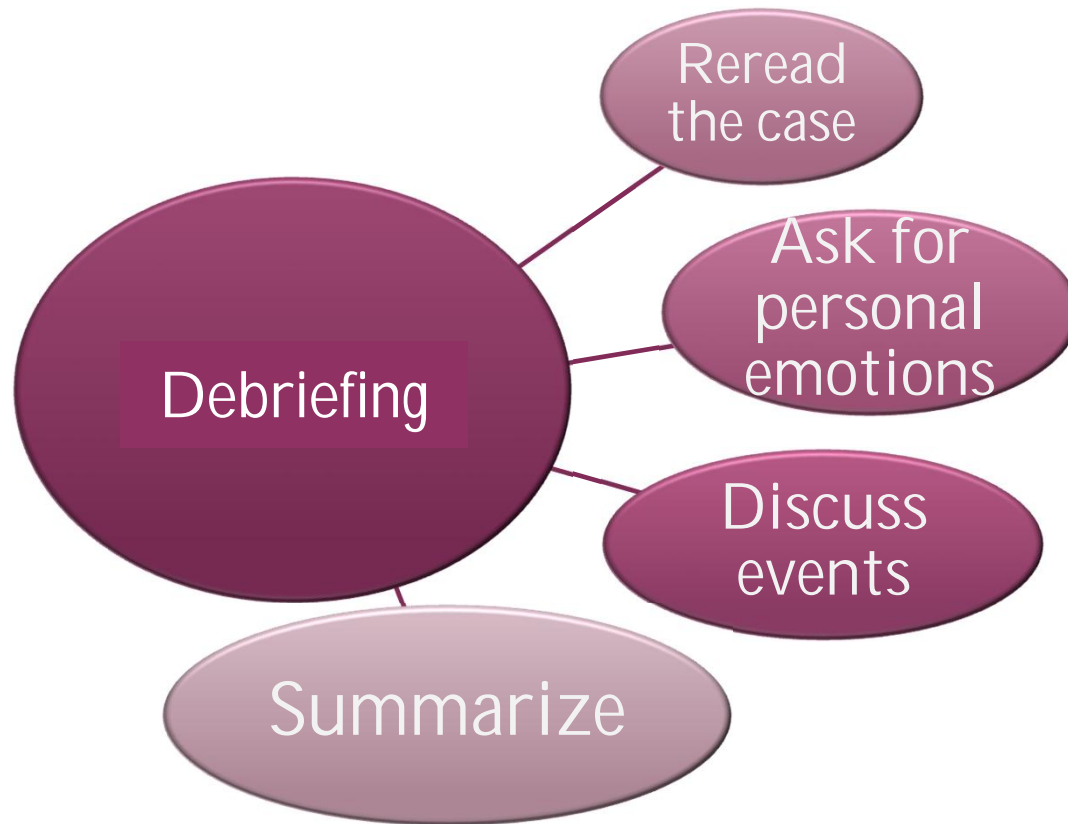 Reread
the case
Ask for
personal
emotions
Debriefing
Discuss
events
Summarize